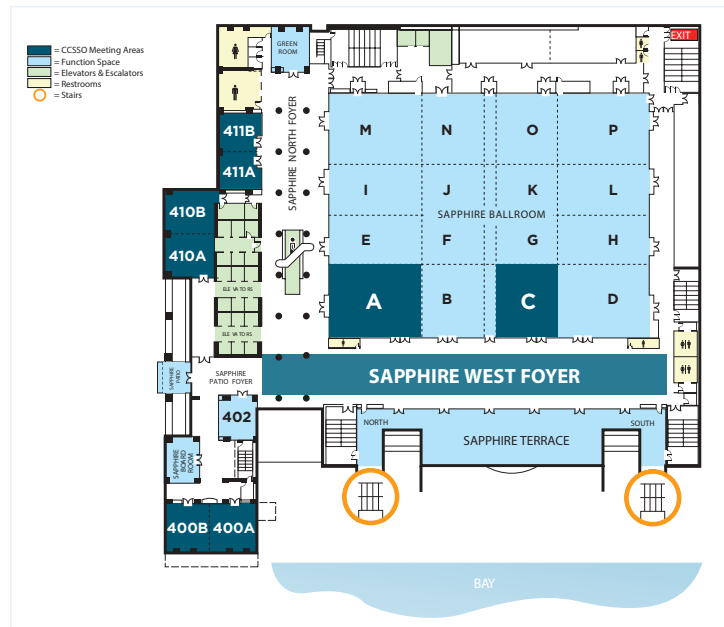 = CCSSO Meeting Areas
= Function Space
= Elevators & Escalators
= Restrooms
= Stairs
GREEN
ROOM
EXIT
SAPPHIRE NORTH FOYER
411B
411A
410B
410A
M
N
O
P
I
J
K
L
SAPPHIRE BALLROOM
E
F
G
H
A
B
C
D
ELEVATORS
ELEVATORS
SAPPHIRE WEST FOYER
SAPPHIRE
PATIO
SAPPHIRE
PATIO FOYER
402
NORTH
SOUTH
SAPPHIRE TERRACE
SAPPHIRE
BOARD
ROOM
400B
400A
BAY